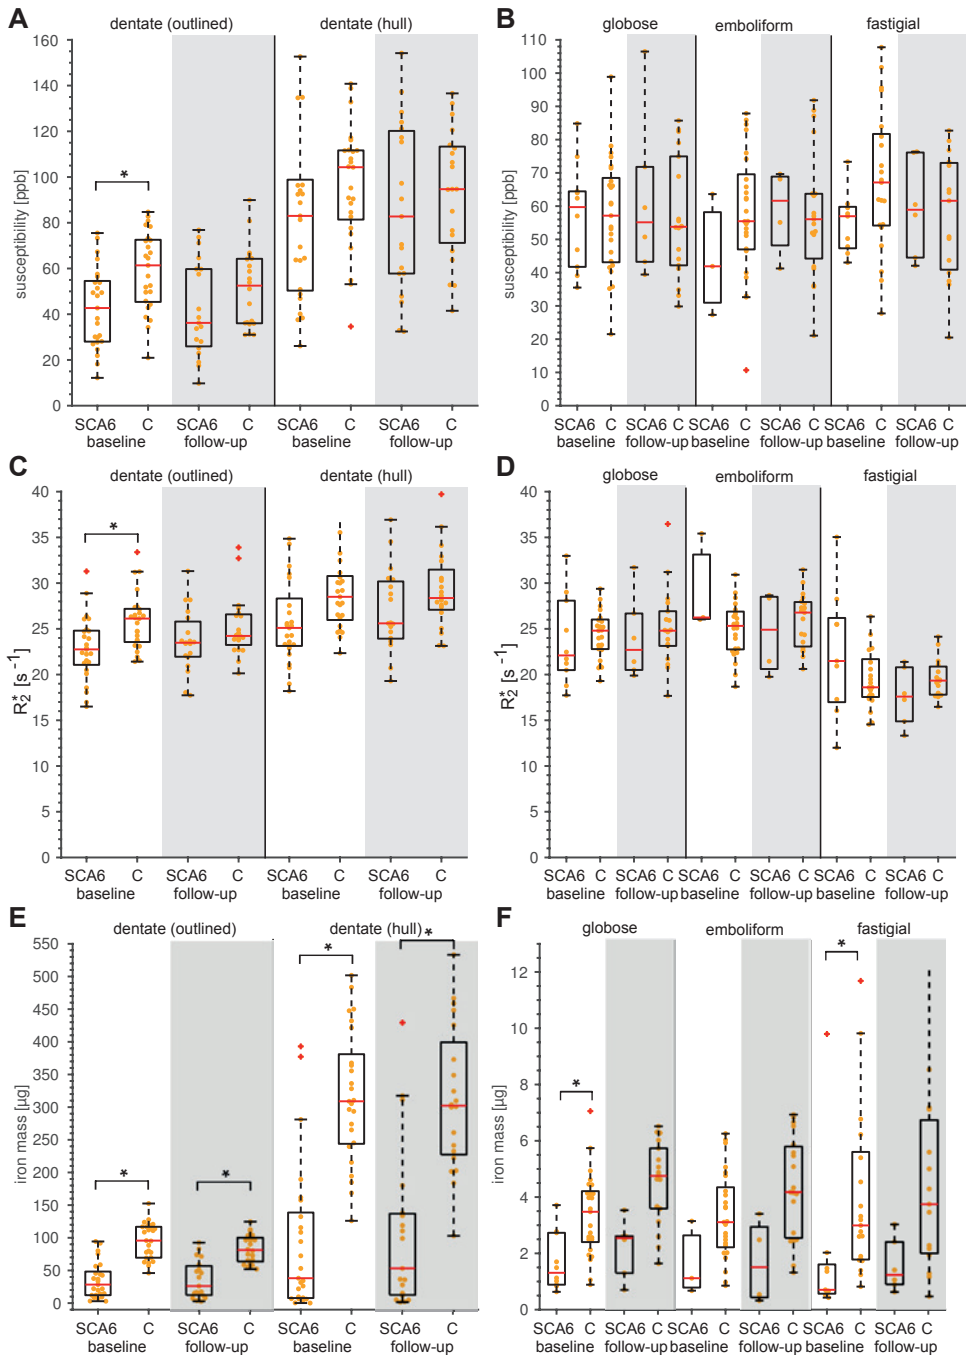 A
dentate (outlined)
dentate (hull)
susceptibility [ppb]
160
140
120
100
80
60
40
20
0
*
SCA6 C SCA6 C SCA6 C SCA6 C
baseline follow-up baseline follow-up
B
globose
emboliform
fastigial
susceptibility [ppb]
110
100
90
80
70
60
50
40
30
20
10
0
SCA6 C SCA6 C SCA6 C SCA6 C SCA6 C SCA6 C
baseline follow-up baseline follow-up baseline follow-up
C
dentate (outlined)
dentate (hull)
R2* [s-1]
40
35
30
25
20
15
10
5
0
*
SCA6 C SCA6 C SCA6 C SCA6 C
baseline follow-up baseline follow-up
D
globose
emboliform
fastigial
R2* [s-1]
40
35
30
25
20
15
10
5
0
SCA6 C SCA6 C SCA6 C SCA6 C SCA6 C SCA6 C
baseline follow-up baseline follow-up baseline follow-up
E
dentate (outlined)
dentate (hull)
iron mass [µg]
550
500
450
400
350
300
250
200
150
100
50
0
* * * *
SCA6 C SCA6 C SCA6 C SCA6 C
baseline follow-up baseline follow-up
F
globose
emboliform
fastigial
iron mass [µg]
12
10
8
6
4
2
0
* *
SCA6 C SCA6 C SCA6 C SCA6 C SCA6 C SCA6 C
baseline follow-up baseline follow-up baseline follow-up